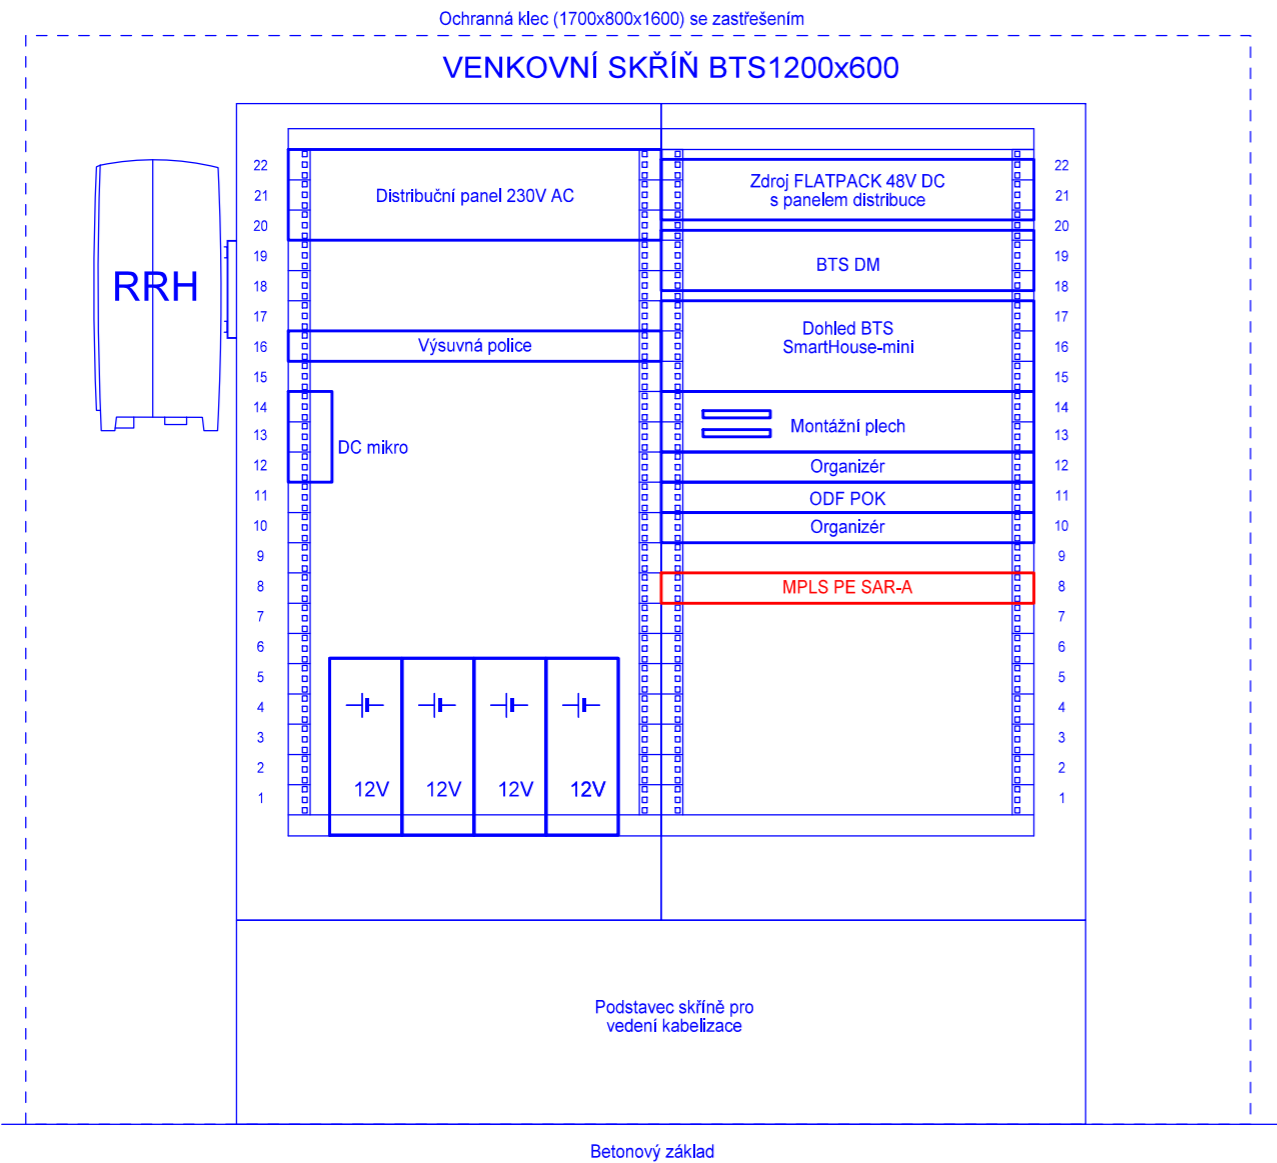 Ochranná klec (1700x800x1600) se zastřešením
VENKOVNÍ SKŘÍŇ BTS1200x600
RRH
22
21
20
19
18
17
16
15
14
13
12
11
10
9
8
7
6
5
4
3
2
1
Distribuční panel 230V AC
Výsuvná police
DC mikro
12V
12V
12V
12V
Zdroj FLATPACK 48V DC
s panelem distribuce
BTS DM
Dohled BTS
SmartHouse-mini
Montážní plech
Organizér
ODF POK
Organizér
MPLS PE SAR-A
22
21
20
19
18
17
16
15
14
13
12
11
10
9
8
7
6
5
4
3
2
1
Podstavec skříně pro
vedení kabelizace
Betonový základ